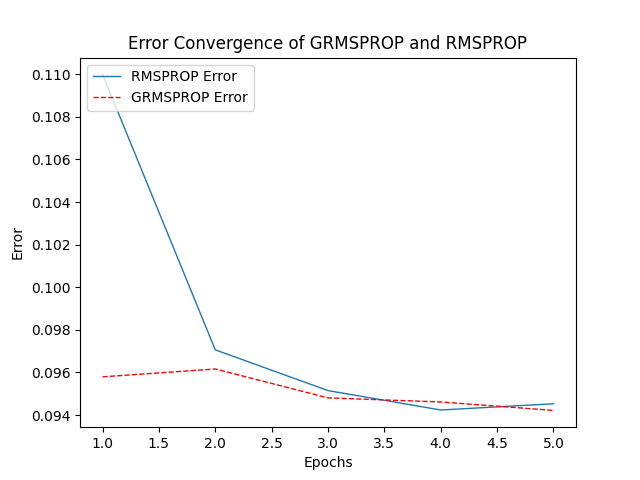 Error Convergence of GRMSPROP and RMSPROP
RMSPROP Error
GRMSPROP Error
0.110
0.108
0.106
0.104
0.102
0.100
0.098
0.096
0.094
Error
1.0 1.5 2.0 2.5 3.0 3.5 4.0 4.5 5.0
Epochs